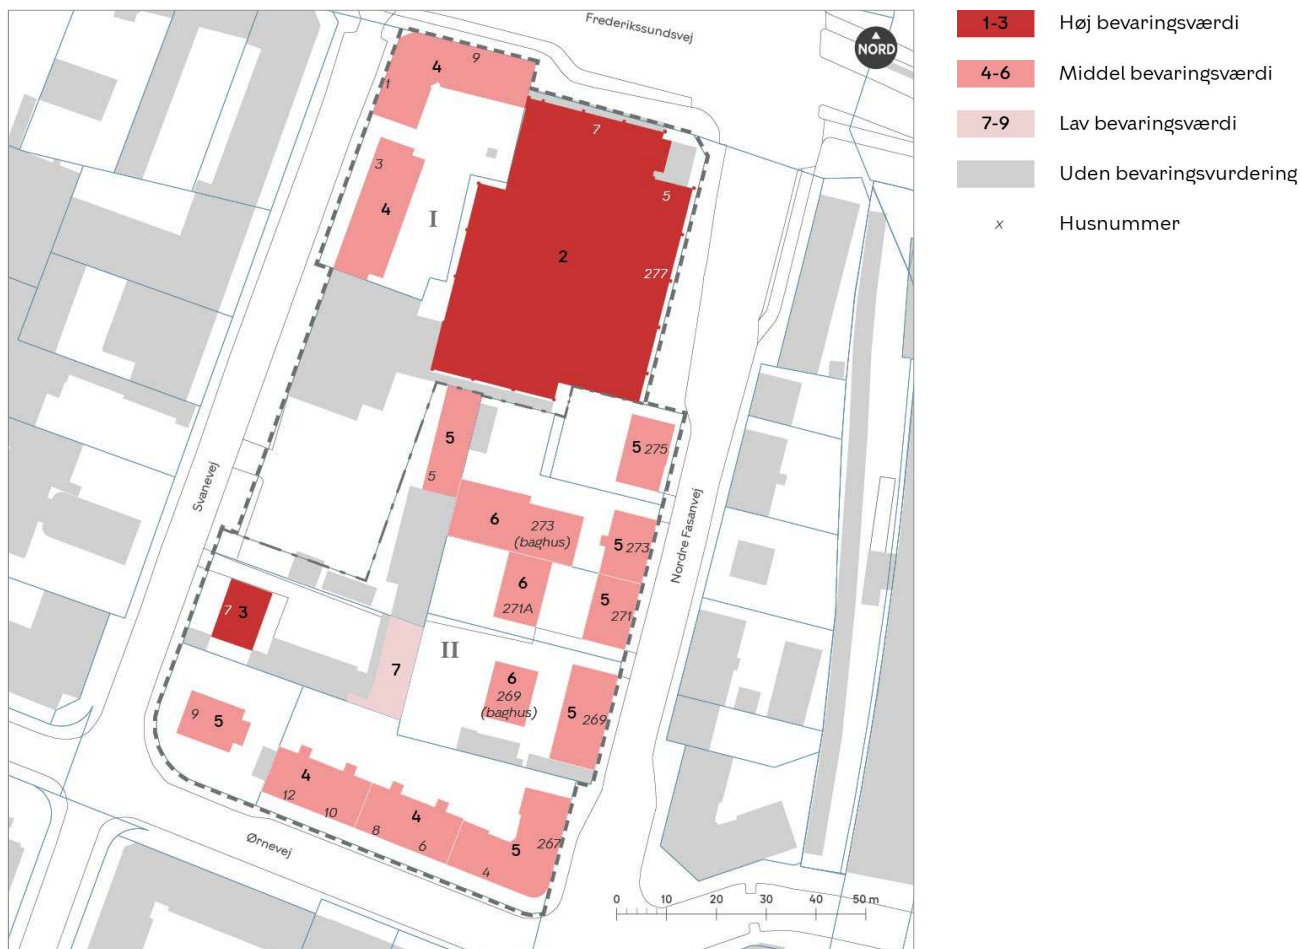 Frederikssundsvej
NORD
1-3 Høj bevaringsværdi
4-6 Middel bevaringsværdi
7-9 Lav bevaringsværdi
Uden bevaringsvurdering
x Husnummer
9
4
1
7
3
5
4
I
2
277
5
5
5 275
Svanevej
6
273
(baghus)
5 273
Nordre Fasanvej
6
271A
5
271
7 3
II
7
6
269
(baghus)
5 269
9 5
4
12
10
4
8
6
267
5
4
Ørnevej
0 10 20 30 40 50 m